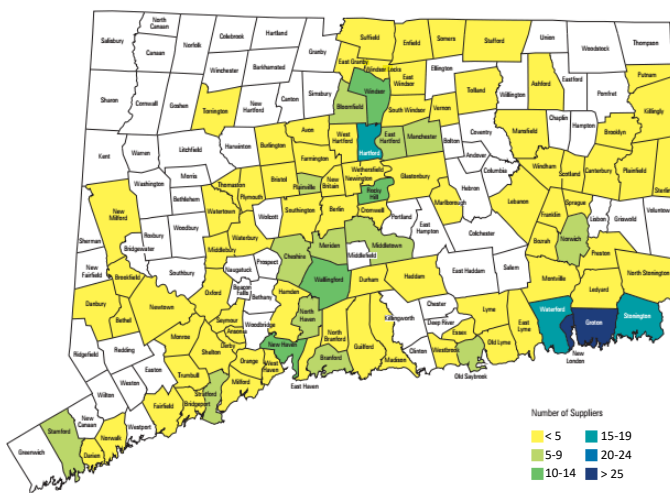 North Canaan
Salisbury
Canaan
Norfolk
Colebrook
Hartland
Granby
Suffield
Enfield
Somers
Stafford
Union
Woodstock
Thompson
East Granby
Windsor Locks
East Windsor
Ellington
Winchester
Barkhamsted
Sharon
Cornwall
Goshen
Torrington
New Hartford
Canton
Simsbury
Bloomfield
Windsor
South Windsor
Vernon
Tolland
Willington
Ashford
Eastford
Pomfret
Putnam
Killingly
Kent
Warren
Litchfield
Harwinton
Burlington
Avon
West Hartford
Hartford
East Hartford
Manchester
Bolton
Coventry
Andover
Columbia
Mansfield
Chaplin
Hampton
Brooklyn
Washington
Morris
Bethlehem
Thomaston
Plymouth
Bristol
Farmington
Plainville
New Britain
Newington
Wethersfield
Rocky Hill
Glastonbury
Hebron
Windham
Scotland
Canterbury
Plainfield
Sterling
New Milford
Sherman
Roxbury
Bridgewater
Woodbury
Watertown
Waterbury
Middlebury
Wolcott
Southington
Berlin
Cromwell
Portland
East Hampton
Marlborough
Colchester
Lebanon
Franklin
Sprague
Lisbon
Griswold
Voluntown
Norwich
Bozrah
Preston
New Fairfield
Brookfield
Southbury
Naugatuck
Prospect
Cheshire
Meriden
Middletown
Middlefield
Beacon Falls
Bethany
Oxford
Danbury
Bethel
Newtown
Seymour
Ansonia
Derby
Woodbridge
Hamden
Wallingford
Durham
Haddam
East Haddam
Salem
Montville
Ledyard
North Stonington
Ridgefield
Redding
Monroe
Shelton
Orange
West Haven
New Haven
North Haven
North Branford
Branford
Guilford
Madison
Killingworth
Clinton
Chester
Deep River
Essex
Westbrook
Old Saybrook
Lyme
Old Lyme
East Lyme
Waterford
New London
Groton
Stonington
East Haven
Easton
Weston
Wilton
Trumbull
Stratford
Milford
Bridgeport
Fairfield
New Canaan
Westport
Norwalk
Darien
Stamford
Greenwich
Number of Suppliers
< 5
5-9
10-14
15-19
20-24
> 25